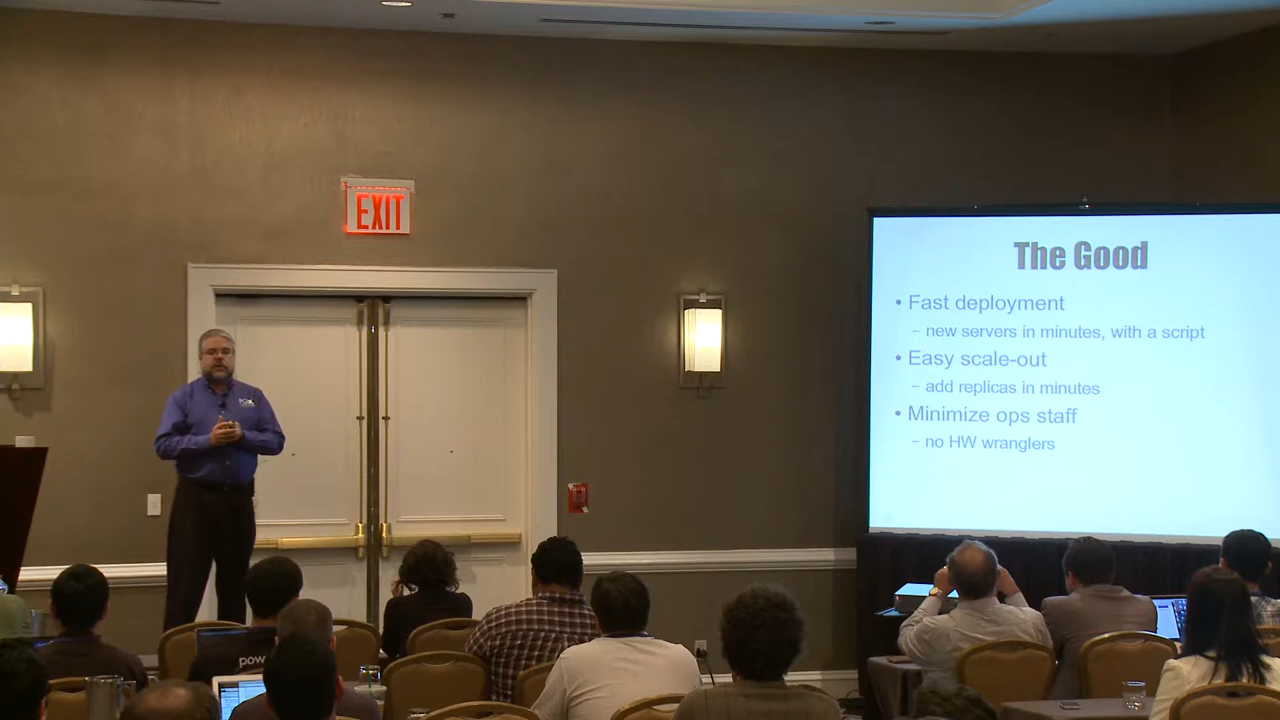 EXIT
The Good
• Fast deployment
– new servers in minutes, with a script
• Easy scale-out
– add replicas in minutes
• Minimize ops staff
– no HW wranglers
pow